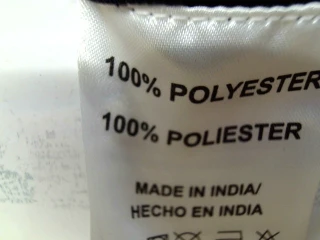 100% POLYESTER
100% POLIESTER
MADE IN INDIA/
HECHO EN INDIA